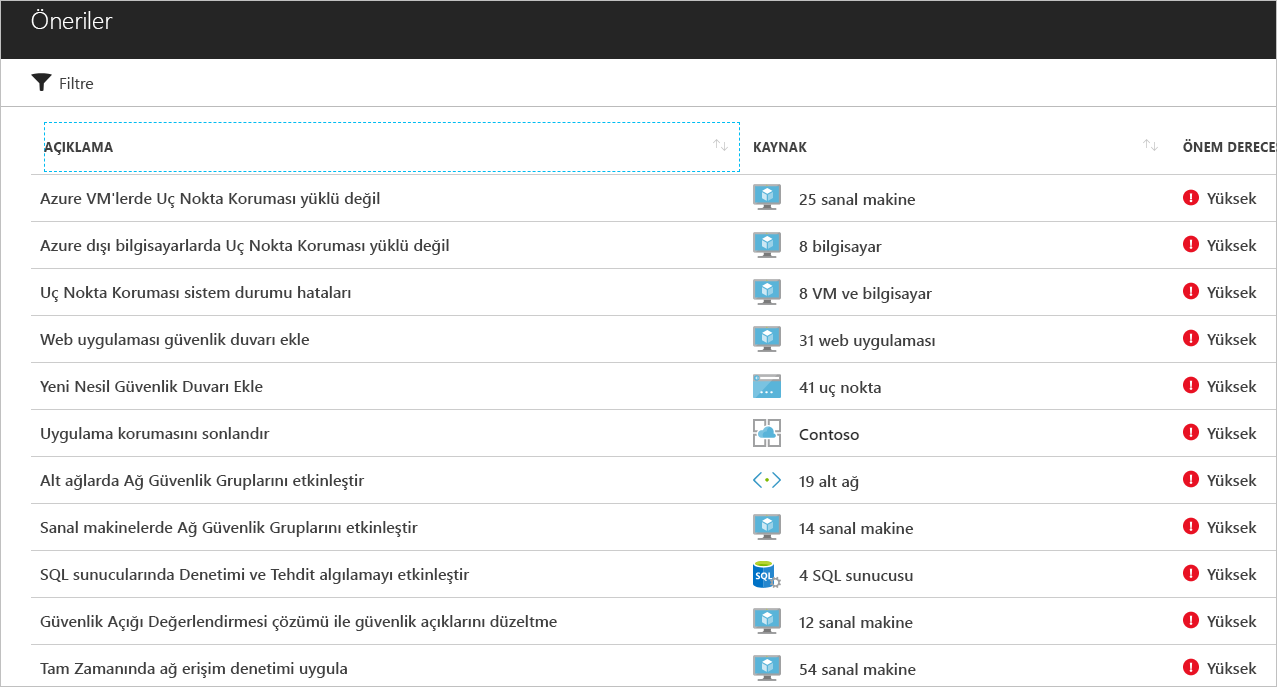 Öneriler
Filtre
AÇIKLAMA KAYNAK ÖNEM DERECES
Azure VM'lerde Uç Nokta Koruması yüklü değil 25 sanal makine Yüksek
Azure dışı bilgisayarlarda Uç Nokta Koruması yüklü değil 8 bilgisayar Yüksek
Uç Nokta Koruması sistem durumu hataları 8 VM ve bilgisayar Yüksek
Web uygulaması güvenlik duvarı ekle 31 web uygulaması Yüksek
Yeni Nesil Güvenlik Duvarı Ekle 41 uç nokta Yüksek
Uygulama korumasını sonlandır Contoso Yüksek
Alt ağlarda Ağ Güvenlik Gruplarını etkinleştir 19 alt ağ Yüksek
Sanal makinelerde Ağ Güvenlik Gruplarını etkinleştir 14 sanal makine Yüksek
SQL sunucularında Denetimi ve Tehdit algılamayı etkinleştir SQL 4 SQL sunucusu Yüksek
Güvenlik Açığı Değerlendirmesi çözümü ile güvenlik açıklarını düzeltme 12 sanal makine Yüksek
Tam Zamanında ağ erişim denetimi uygula 54 sanal makine Yüksek